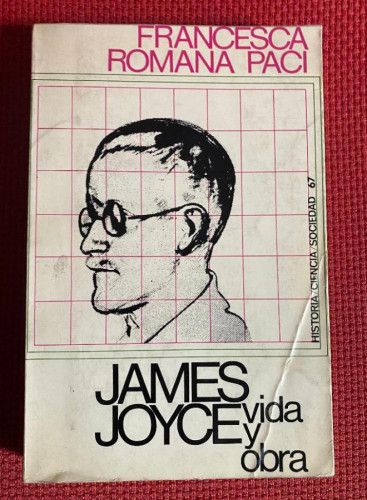 FRANCESCA
ROMANA PACI
HISTORIA/CIENCIA/SOCIEDAD 67
JAMES
JOYCE vida
y
obra